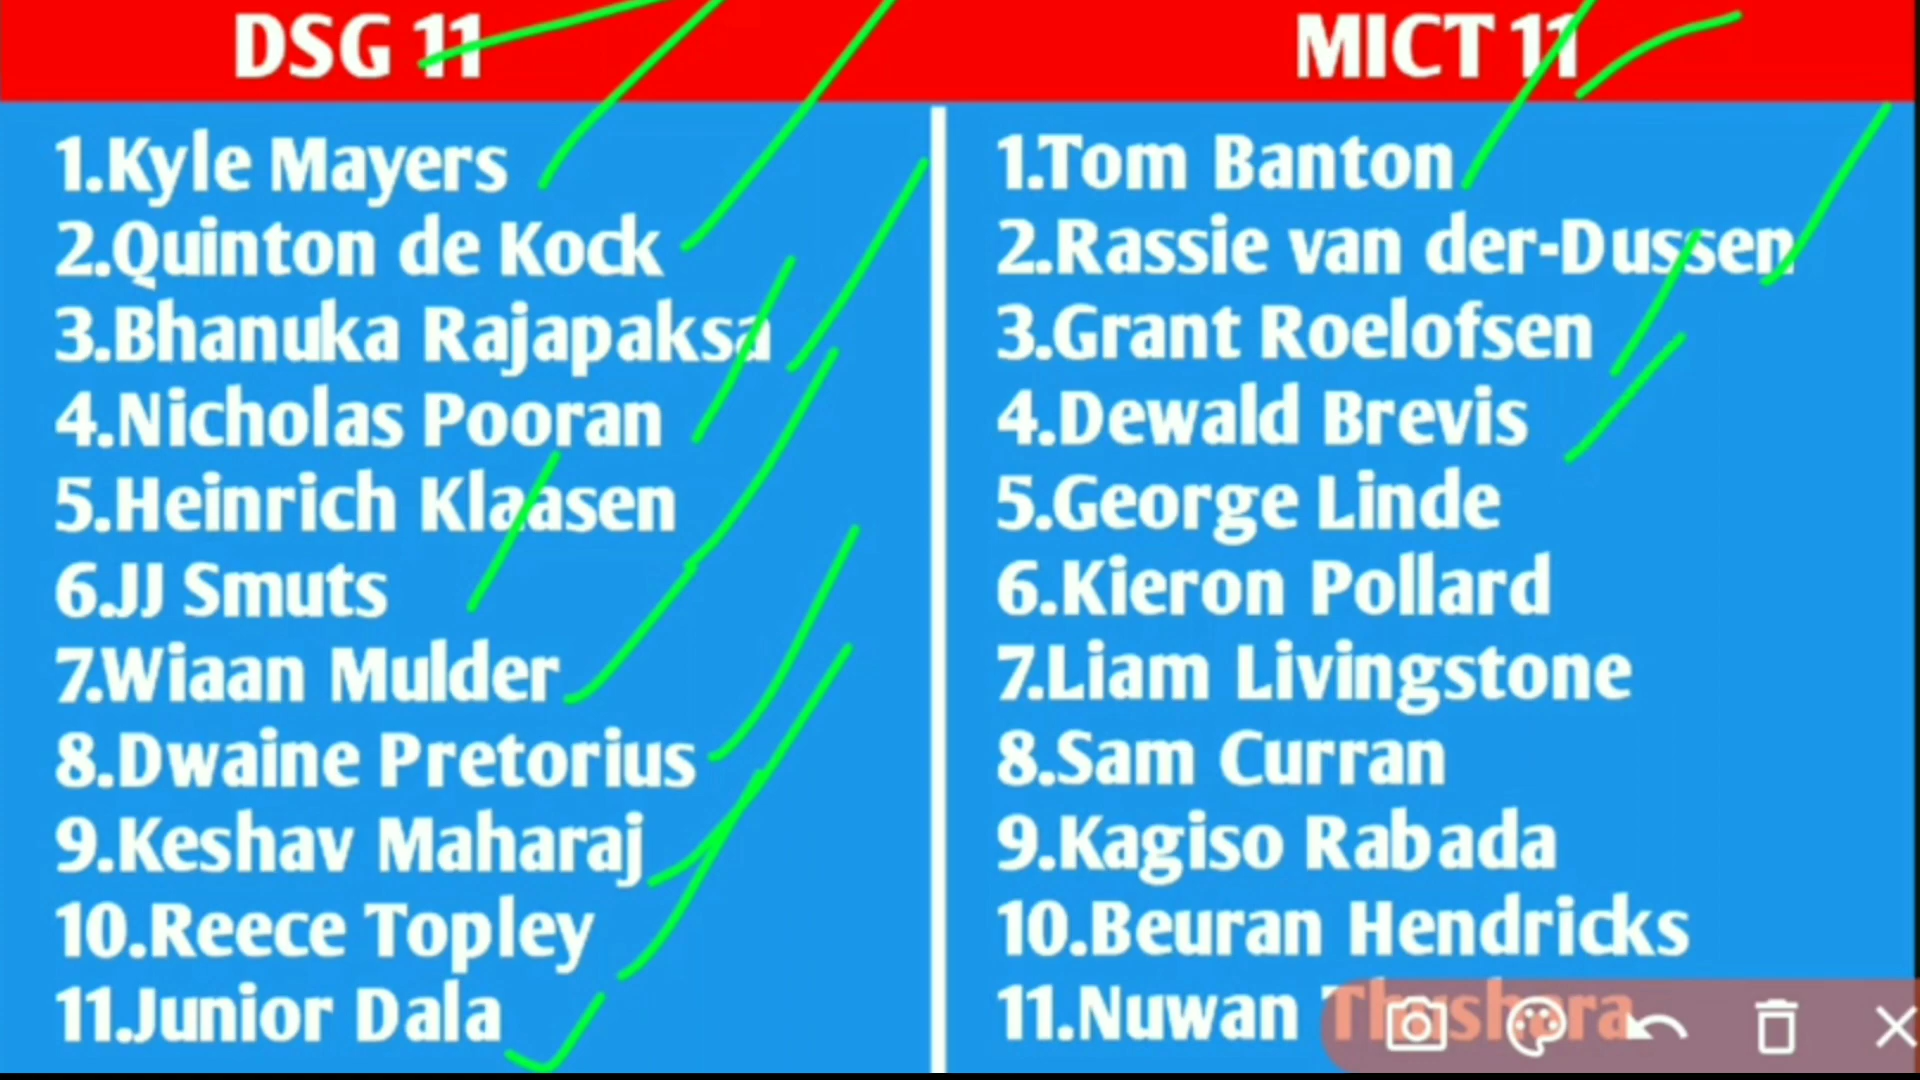 DSG 11
1.Kyle Mayers
2.Quinton de Kock
3.Bhanuka Rajapaksa
4.Nicholas Pooran
5.Heinrich Klaasen
6.JJ Smuts
7.Wiaan Mulder
8.Dwaine Pretorius
9.Keshav Maharaj
10.Reece Topley
11.Junior Dala
MICT 11
1.Tom Banton
2.Rassie van der-Dussen
3.Grant Roelofsen
4.Dewald Brevis
5.George Linde
6.Kieron Pollard
7.Liam Livingstone
8.Sam Curran
9.Kagiso Rabada
10.Beuran Hendricks
11.Nuwan Thushara